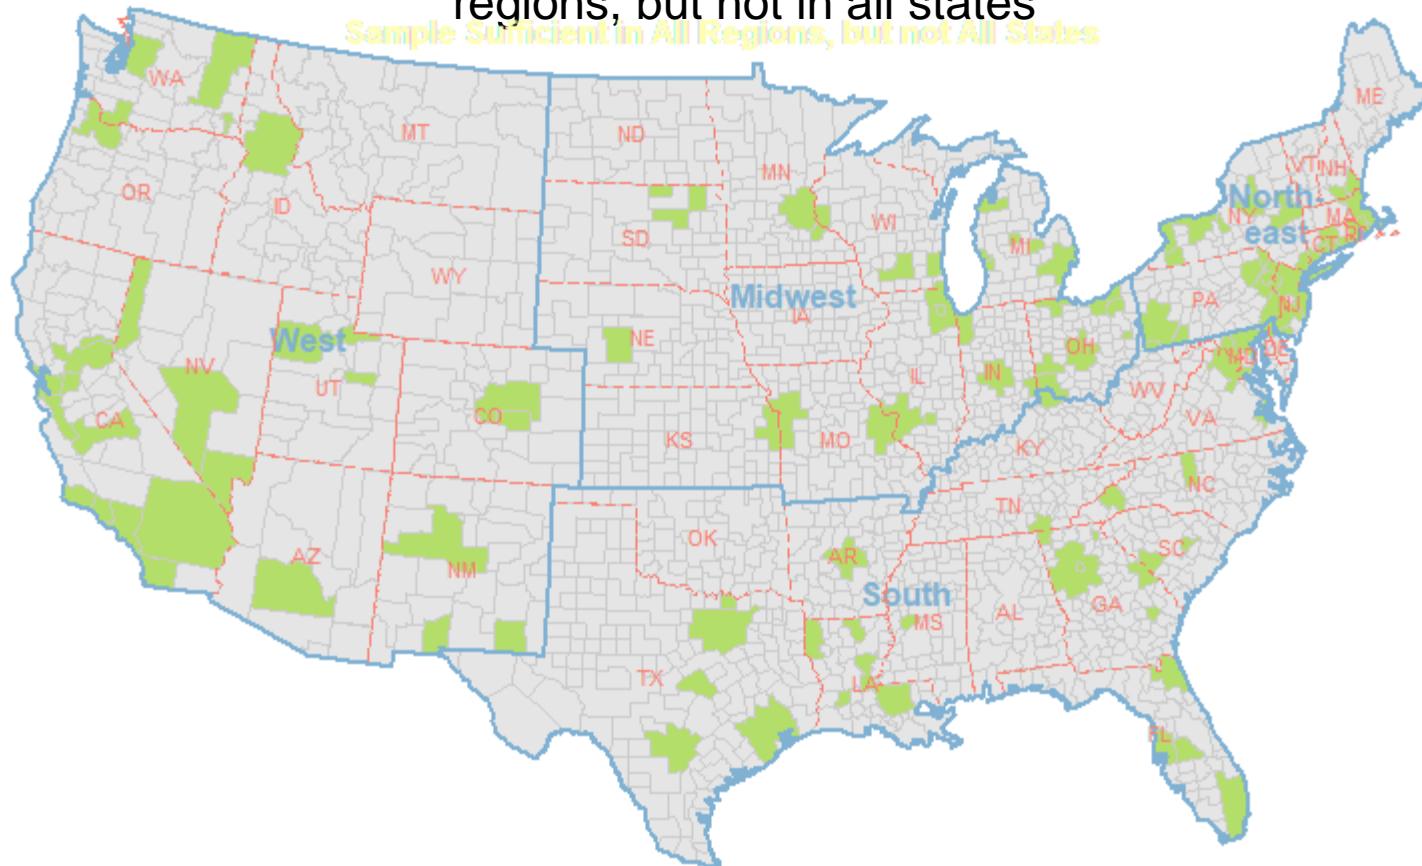 regions, but not in all states
Sample Sufficient in All Regions, but not All States
WA
MT
ND
MN
ME
OR
ID
SD
WI
MI
VT
NH
North-
east
NY
MA
CT
RI
WY
Midwest
IA
NE
PA
NJ
West
NV
UT
CO
CA
KS
MO
IL
IN
OH
MD
DE
WV
VA
KY
AZ
NM
OK
AR
TN
NC
SC
South
MS
AL
GA
TX
LA
FL